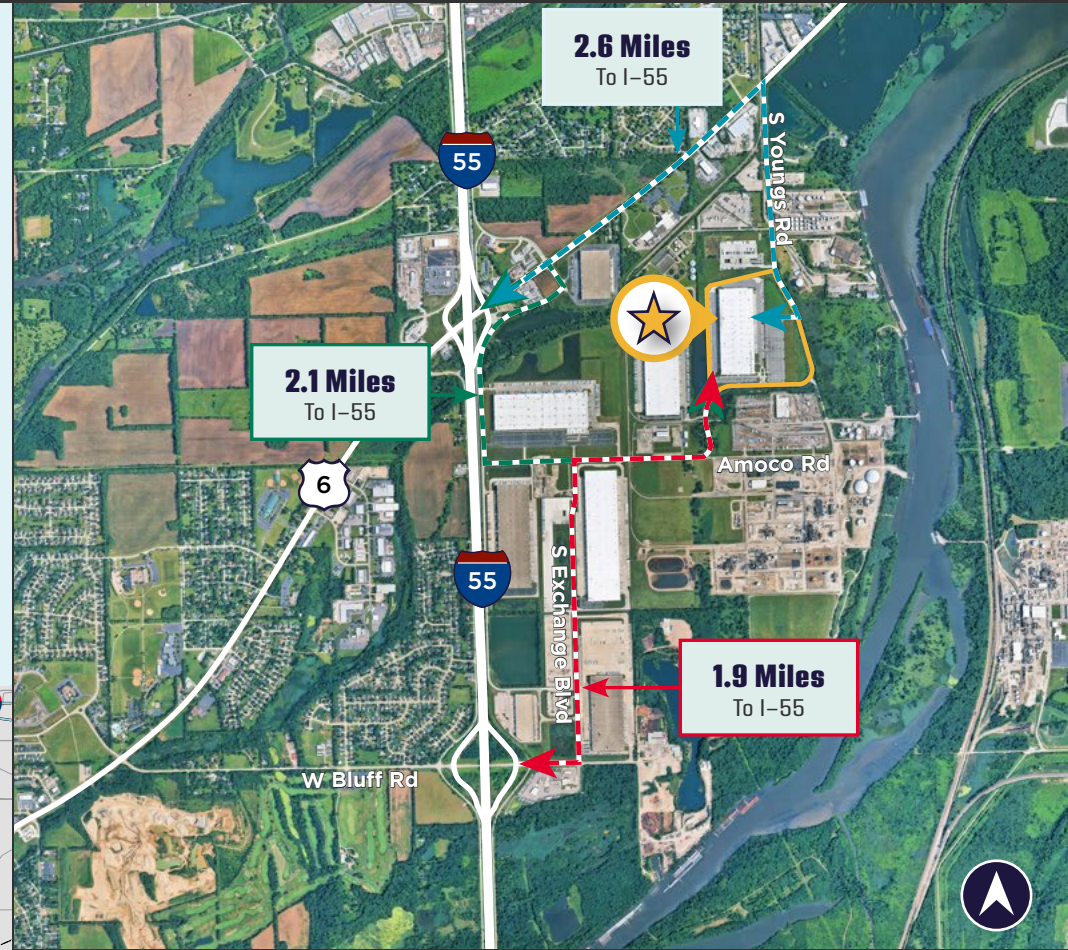 2.6 Miles
To I–55
S Youngs Rd
55
2.1 Miles
To I–55
6
Amoco Rd
55
S Exchange Blvd
1.9 Miles
To I–55
W Bluff Rd